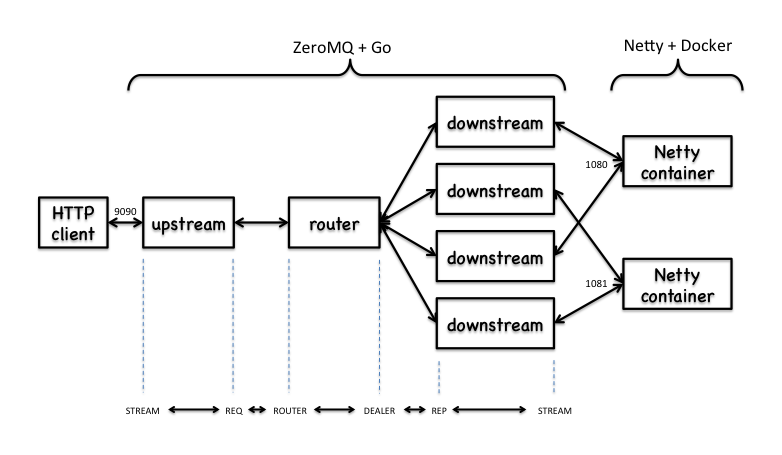 ZeroMQ + Go
Netty + Docker
downstream
Netty
container
1080
downstream
HTTP
client
9090
upstream
router
downstream
Netty
container
1081
downstream
STREAM
REQ
ROUTER
DEALER
REP
STREAM